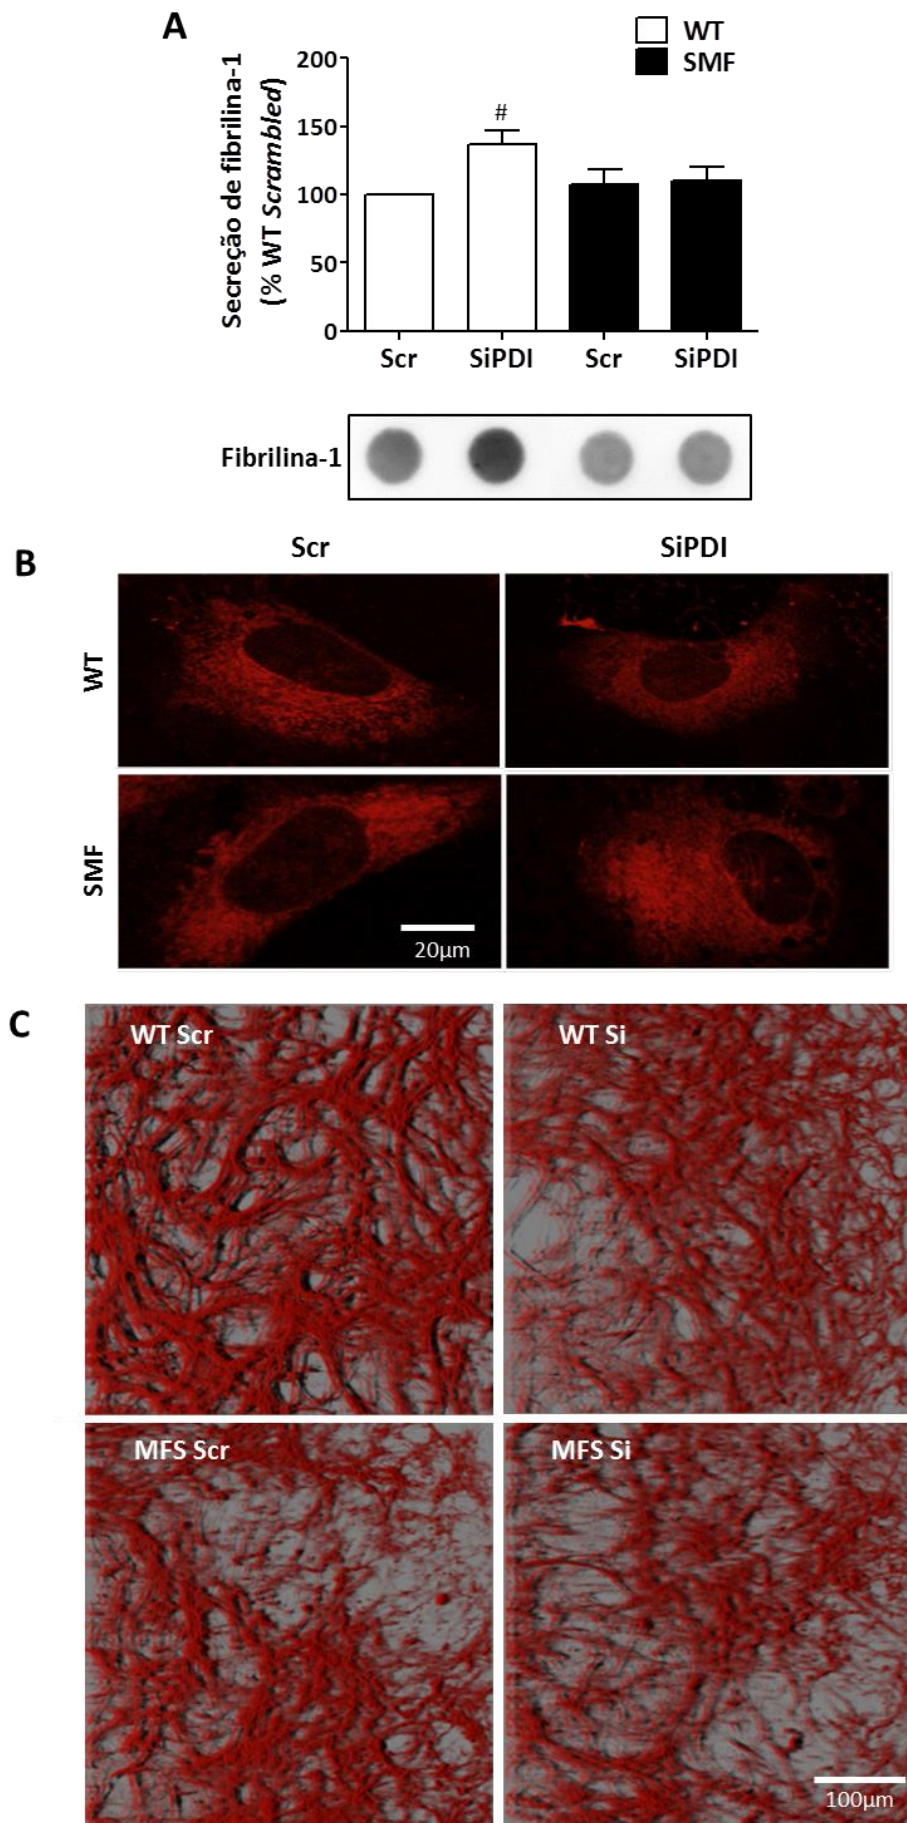 A
WT
SMF
Secreção de fibrilina-1
(% WT Scrambled)
200
150
100
50
0
#
Scr SiPDI Scr SiPDI
Fibrilina-1
B
Scr SiPDI
WT
SMF
20μm
C
WT Scr WT Si
MFS Scr MFS Si
100μm